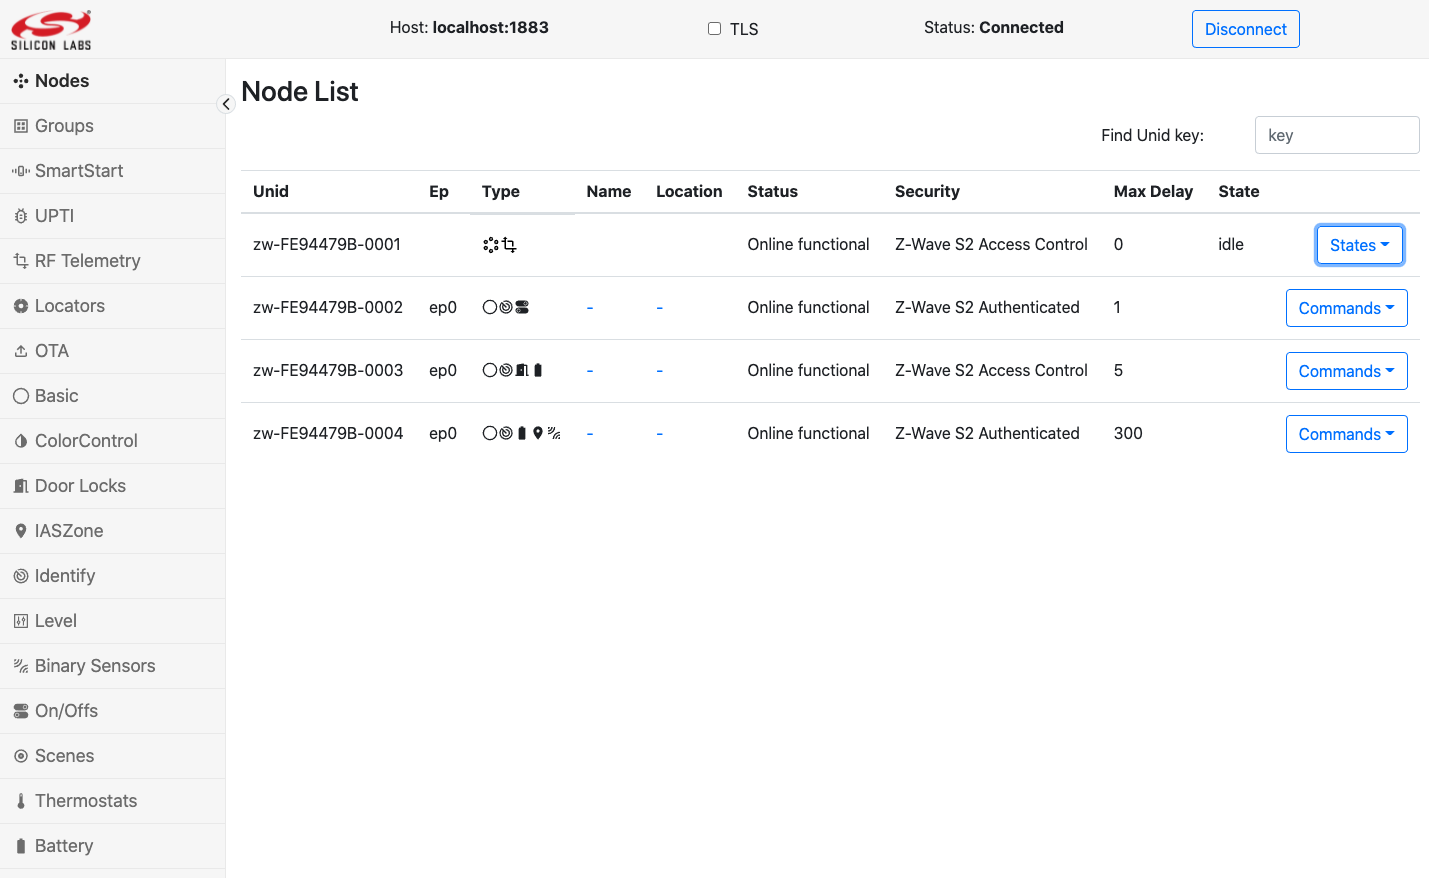 SILICON LABS
Host: localhost:1883
TLS
Status: Connected
Disconnect
Nodes
Groups
SmartStart
UPTI
RF Telemetry
Locators
OTA
Basic
ColorControl
Door Locks
IASZone
Identify
Level
Binary Sensors
On/Offs
Scenes
Thermostats
Battery
Node List
Find Unid key: key
Unid Ep Type Name Location Status Security Max Delay State
zw-FE94479B-0001 Online functional Z-Wave S2 Access Control 0 idle States
zw-FE94479B-0002 ep0 - - Online functional Z-Wave S2 Authenticated 1 Commands
zw-FE94479B-0003 ep0 - - Online functional Z-Wave S2 Access Control 5 Commands
zw-FE94479B-0004 ep0 - - Online functional Z-Wave S2 Authenticated 300 Commands